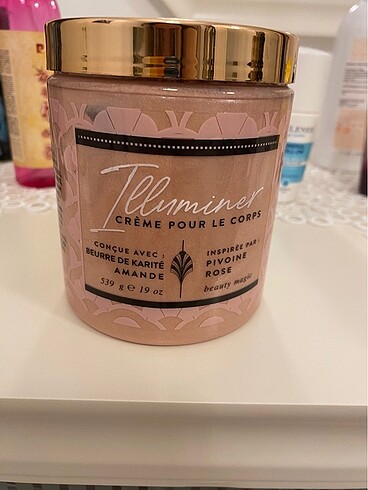 Illuminer
CRÈME POUR LE CORPS
CONÇUE AVEC :
BEURRE DE KARITÉ
AMANDE
539 g e 19 oz
INSPIRÉE PAR :
PIVOINE
ROSE
beauty magic